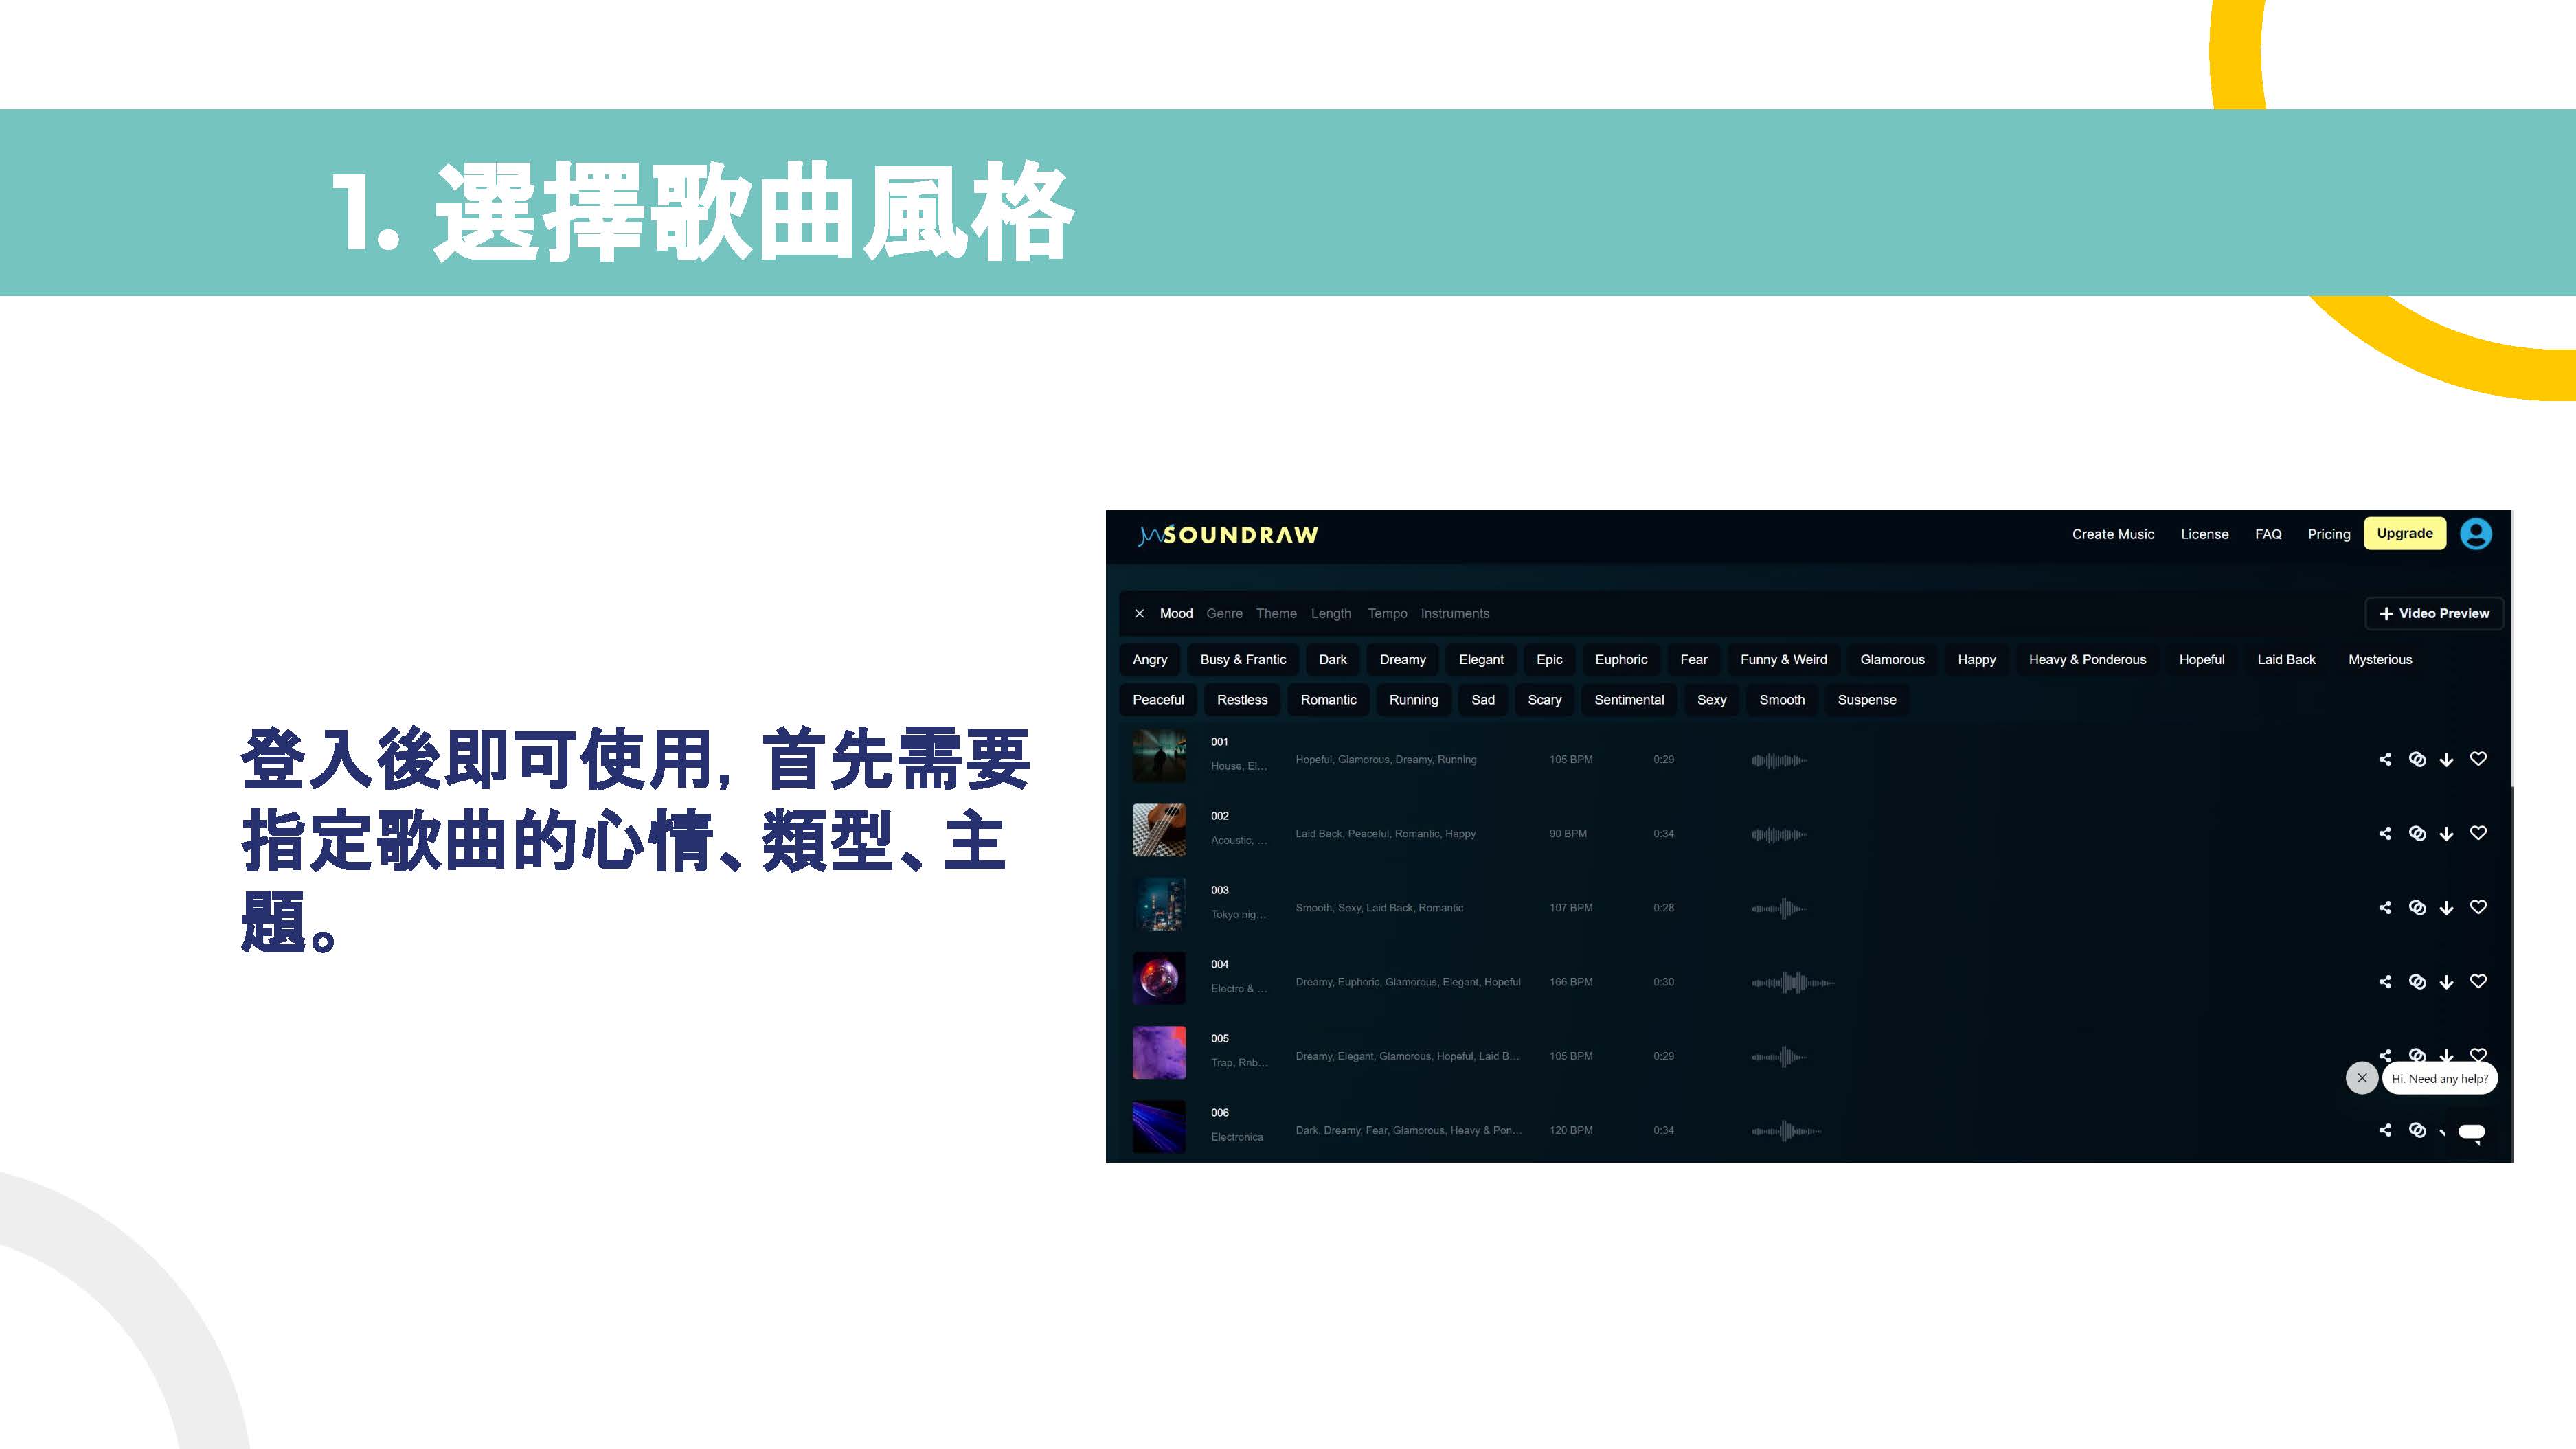 1. 選擇歌曲風格
登入後即可使用, 首先需要
指定歌曲的心情、類型、主
題。
SOUNDRAW
Create Music License FAQ Pricing Upgrade
× Mood Genre Theme Length Tempo Instruments
+ Video Preview
Angry Busy & Frantic Dark Dreamy Elegant Epic Euphoric Fear Funny & Weird Glamorous Happy Heavy & Ponderous Hopeful Laid Back Mysterious
Peaceful Restless Romantic Running Sad Scary Sentimental Sexy Smooth Suspense
001
House, El... Hopeful, Glamorous, Dreamy, Running 105 BPM 0:29
002
Acoustic, ... Laid Back, Peaceful, Romantic, Happy 90 BPM 0:34
003
Tokyo nig... Smooth, Sexy, Laid Back, Romantic 107 BPM 0:28
004
Electro & ... Dreamy, Euphoric, Glamorous, Elegant, Hopeful 166 BPM 0:30
005
Trap, Rnb... Dreamy, Elegant, Glamorous, Hopeful, Laid B... 105 BPM 0:29
Hi. Need any help?
006
Electronica Dark, Dreamy, Fear, Glamorous, Heavy & Pon... 120 BPM 0:34